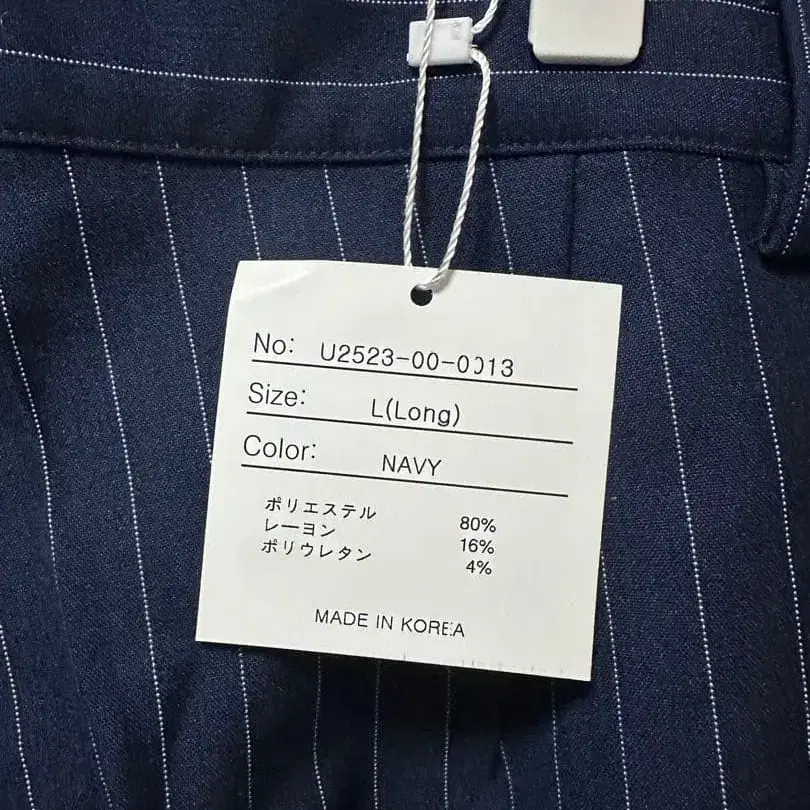 No: U2523-00-0013
Size: L(Long)
Color: NAVY
ポリエステル 80%
レーヨン 16%
ポリウレタン 4%
MADE IN KOREA